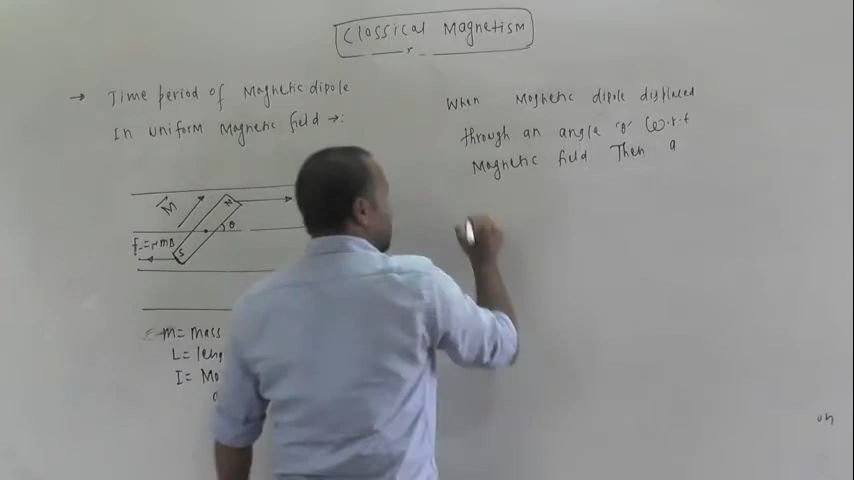 Classical Magnetism
→ Time period of Magnetic dipole
In uniform Magnetic field →:
M
N
θ
S
m = mass
L =
I =
When Magnetic dipole displaced
through an angle 'θ' W.r.t
Magnetic field Then a